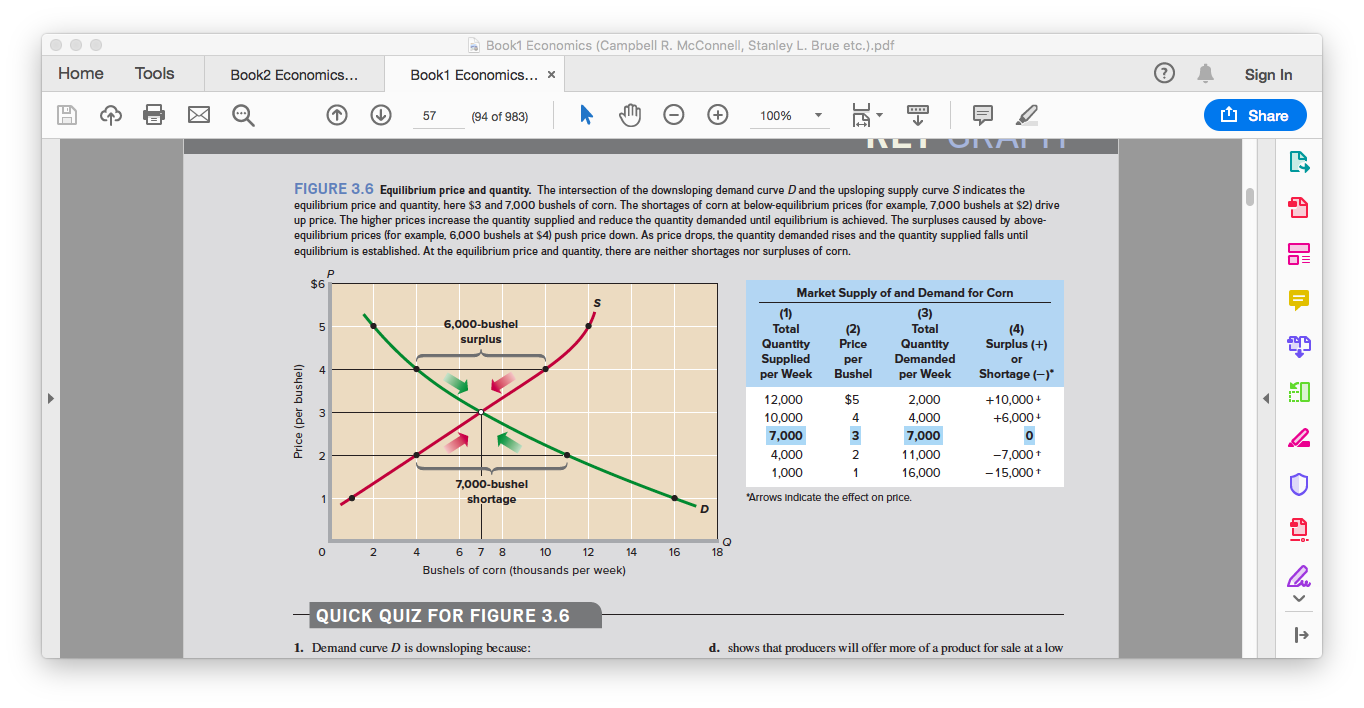 Book1 Economics (Campbell R. McConnell, Stanley L. Brue etc.).pdf
Home
Tools
Book2 Economics...
Book1 Economics... ×
Sign In
57
(94 of 983)
100%
Share
KEY GRAPH
FIGURE 3.6 Equilibrium price and quantity. The intersection of the downsloping demand curve D and the upsloping supply curve S indicates the
equilibrium price and quantity, here $3 and 7,000 bushels of corn. The shortages of corn at below-equilibrium prices (for example, 7,000 bushels at $2) drive
up price. The higher prices increase the quantity supplied and reduce the quantity demanded until equilibrium is achieved. The surpluses caused by above-
equilibrium prices (for example, 6,000 bushels at $4) push price down. As price drops, the quantity demanded rises and the quantity supplied falls until
equilibrium is established. At the equilibrium price and quantity, there are neither shortages nor surpluses of corn.
P
$6
5
4
3
2
1
0
Price (per bushel)
S
6,000-bushel
surplus
7,000-bushel
shortage
D
Q
2 4 6 7 8 10 12 14 16 18
Bushels of corn (thousands per week)
Market Supply of and Demand for Corn
(1)
Total
Quantity
Supplied
per Week
(2)
Price
per
Bushel
(3)
Total
Quantity
Demanded
per Week
(4)
Surplus (+)
or
Shortage (−)*
12,000 $5 2,000 +10,000↓
10,000 4 4,000 +6,000↓
7,000 3 7,000 0
4,000 2 11,000 −7,000↑
1,000 1 16,000 −15,000↑
*Arrows indicate the effect on price.
QUICK QUIZ FOR FIGURE 3.6
1. Demand curve D is downsloping because:
d. shows that producers will offer more of a product for sale at a low